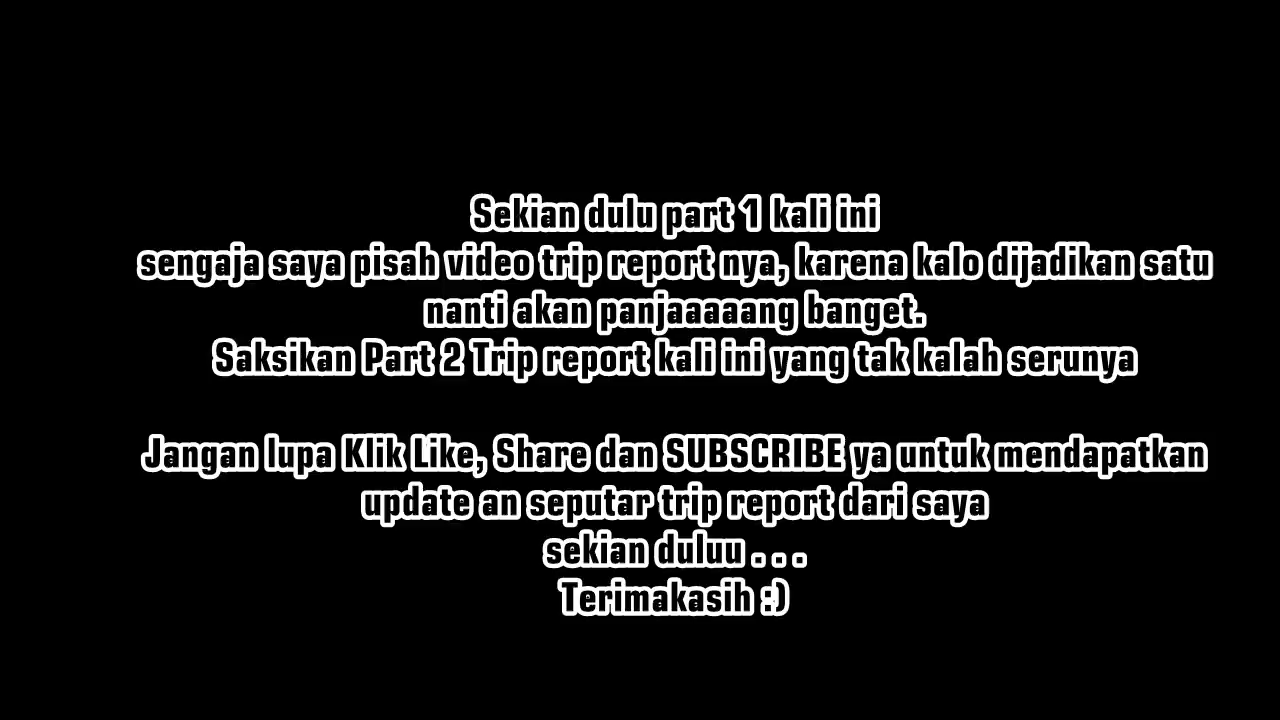 Sekian dulu part 1 kali ini
sengaja saya pisah video trip report nya, karena kalo dijadikan satu
nanti akan panjaaaaang banget.
Saksikan Part 2 Trip report kali ini yang tak kalah serunya
Jangan lupa Klik Like, Share dan SUBSCRIBE ya untuk mendapatkan
update an seputar trip report dari saya
sekian duluu . . .
Terimakasih :)